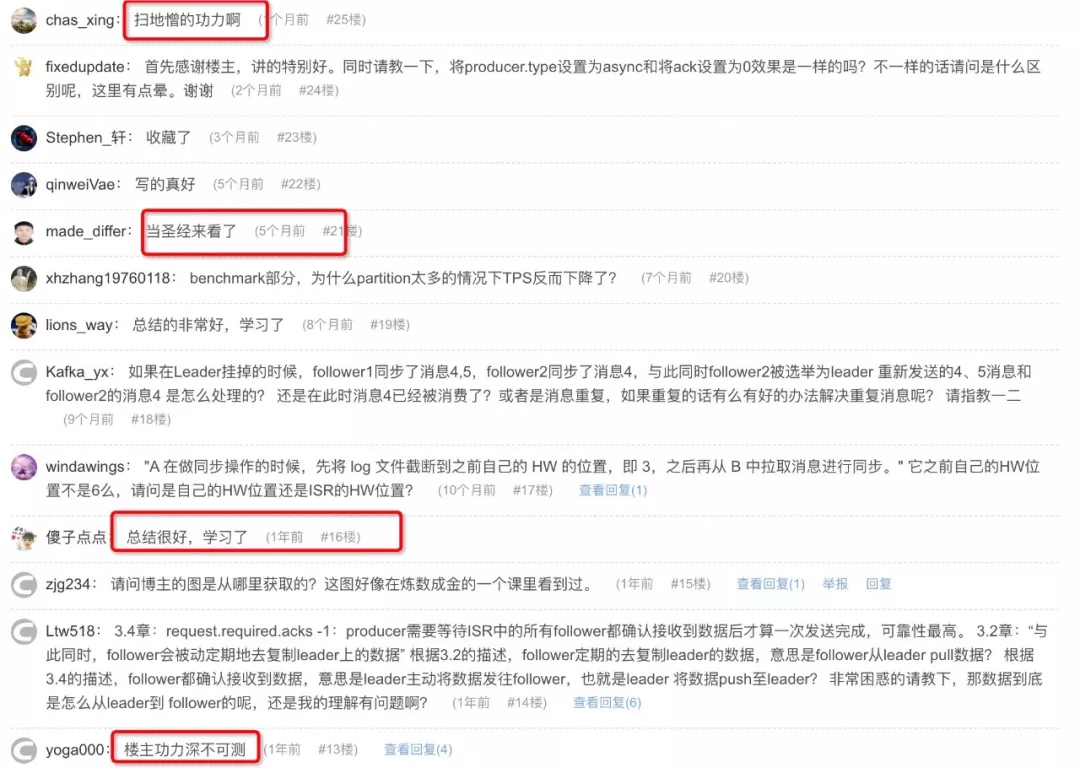 chas_xing： 扫地憎的功力啊 (1个月前 #25楼)
fixedupdate： 首先感谢楼主，讲的特别好。同时请教一下，将producer.type设置为async和将ack设置为0效果是一样的吗？不一样的话请问是什么区
别呢，这里有点晕。谢谢 (2个月前 #24楼)
Stephen_轩： 收藏了 (3个月前 #23楼)
qinweiVae： 写的真好 (5个月前 #22楼)
made_differ： 当圣经来看了 (5个月前 #21楼)
xhzhang19760118： benchmark部分，为什么partition太多的情况下TPS反而下降了？ (7个月前 #20楼)
lions_way： 总结的非常好，学习了 (8个月前 #19楼)
Kafka_yx： 如果在Leader挂掉的时候，follower1同步了消息4,5，follower2同步了消息4，与此同时follower2被选举为leader 重新发送的4、5消息和
follower2的消息4 是怎么处理的？ 还是在此时消息4已经被消费了？或者是消息重复，如果重复的话有么有好的办法解决重复消息呢？ 请指教一二
(9个月前 #18楼)
windawings： "A 在做同步操作的时候，先将 log 文件截断到之前自己的 HW 的位置，即 3，之后再从 B 中拉取消息进行同步。" 它之前自己的HW位
置不是6么，请问是自己的HW位置还是ISR的HW位置？ (10个月前 #17楼) 查看回复(1)
傻子点点： 总结很好，学习了 (1年前 #16楼)
zjg234： 请问博主的图是从哪里获取的？这图好像在炼数成金的一个课里看到过。 (1年前 #15楼) 查看回复(1) 举报 回复
Ltw518： 3.4章：request.required.acks -1：producer需要等待ISR中的所有follower都确认接收到数据后才算一次发送完成，可靠性最高。 3.2章：“与
此同时，follower会被动定期地去复制leader上的数据” 根据3.2的描述，follower定期的去复制leader的数据，意思是follower从leader pull数据？ 根据
3.4的描述，follower都确认接收到数据，意思是leader主动将数据发往follower，也就是leader 将数据push至leader？ 非常困惑的请教下，那数据到底
是怎么从leader到 follower的呢，还是我的理解有问题啊？ (1年前 #14楼) 查看回复(6)
yoga000： 楼主功力深不可测 (1年前 #13楼) 查看回复(4)